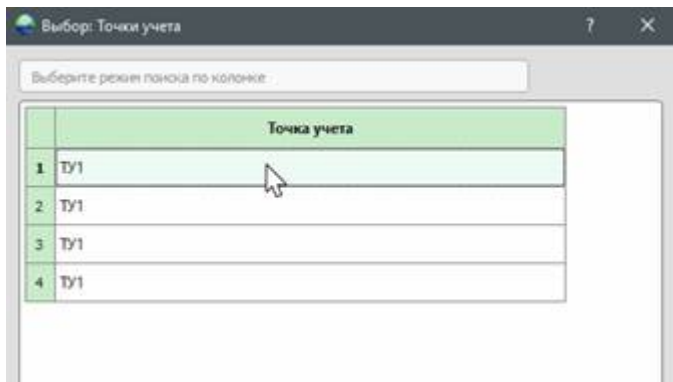 Выбор: Точки учета
?
Выберите режим поиска по колонке
Точка учета
1 ТУ1
2 ТУ1
3 ТУ1
4 ТУ1